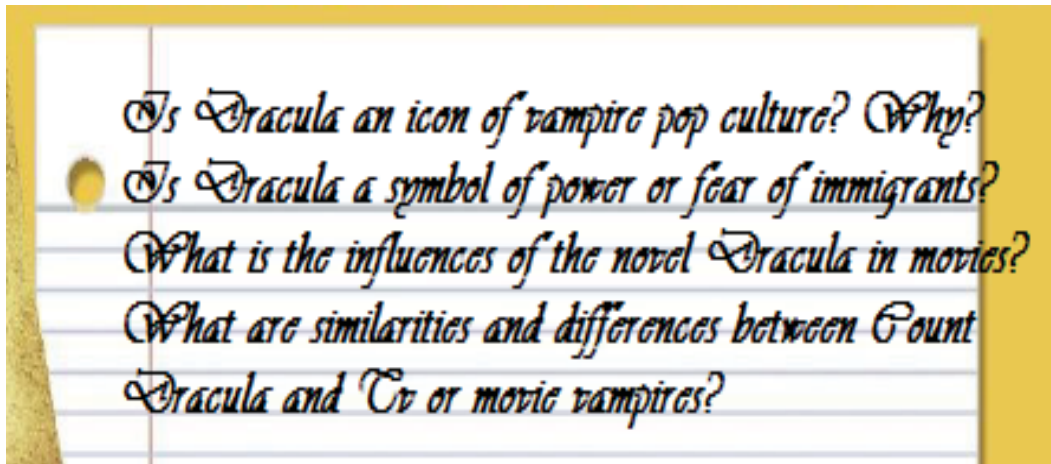 Is Dracula an icon of vampire pop culture? Why?
Is Dracula a symbol of power or fear of immigrants?
What is the influences of the novel Dracula in movies?
What are similarities and differences between Count
Dracula and Tv or movie vampires?